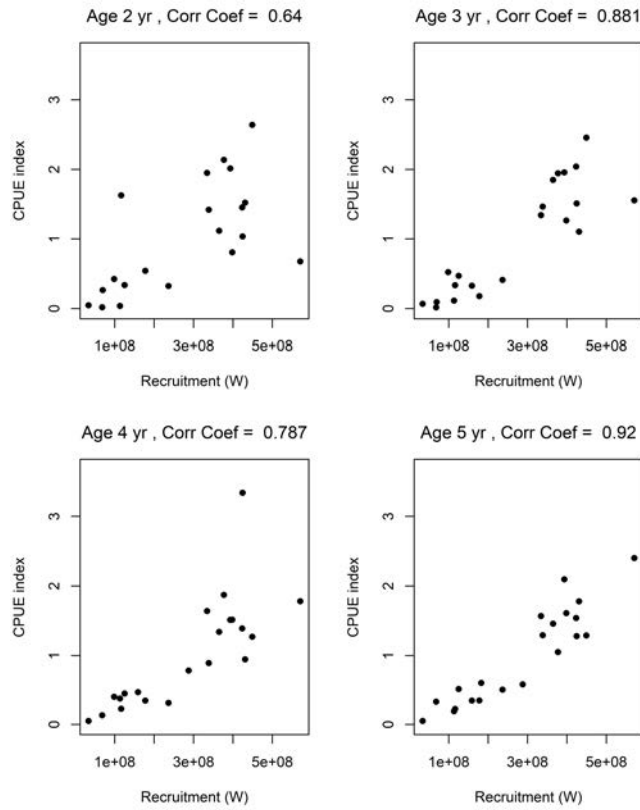 Age 2 yr , Corr Coef =  0.64
3
2
1
0
CPUE index
1e+08 3e+08 5e+08
Recruitment (W)
Age 3 yr , Corr Coef =  0.881
3
2
1
0
CPUE index
1e+08 3e+08 5e+08
Recruitment (W)
Age 4 yr , Corr Coef =  0.787
3
2
1
0
CPUE index
1e+08 3e+08 5e+08
Recruitment (W)
Age 5 yr , Corr Coef =  0.92
3
2
1
0
CPUE index
1e+08 3e+08 5e+08
Recruitment (W)